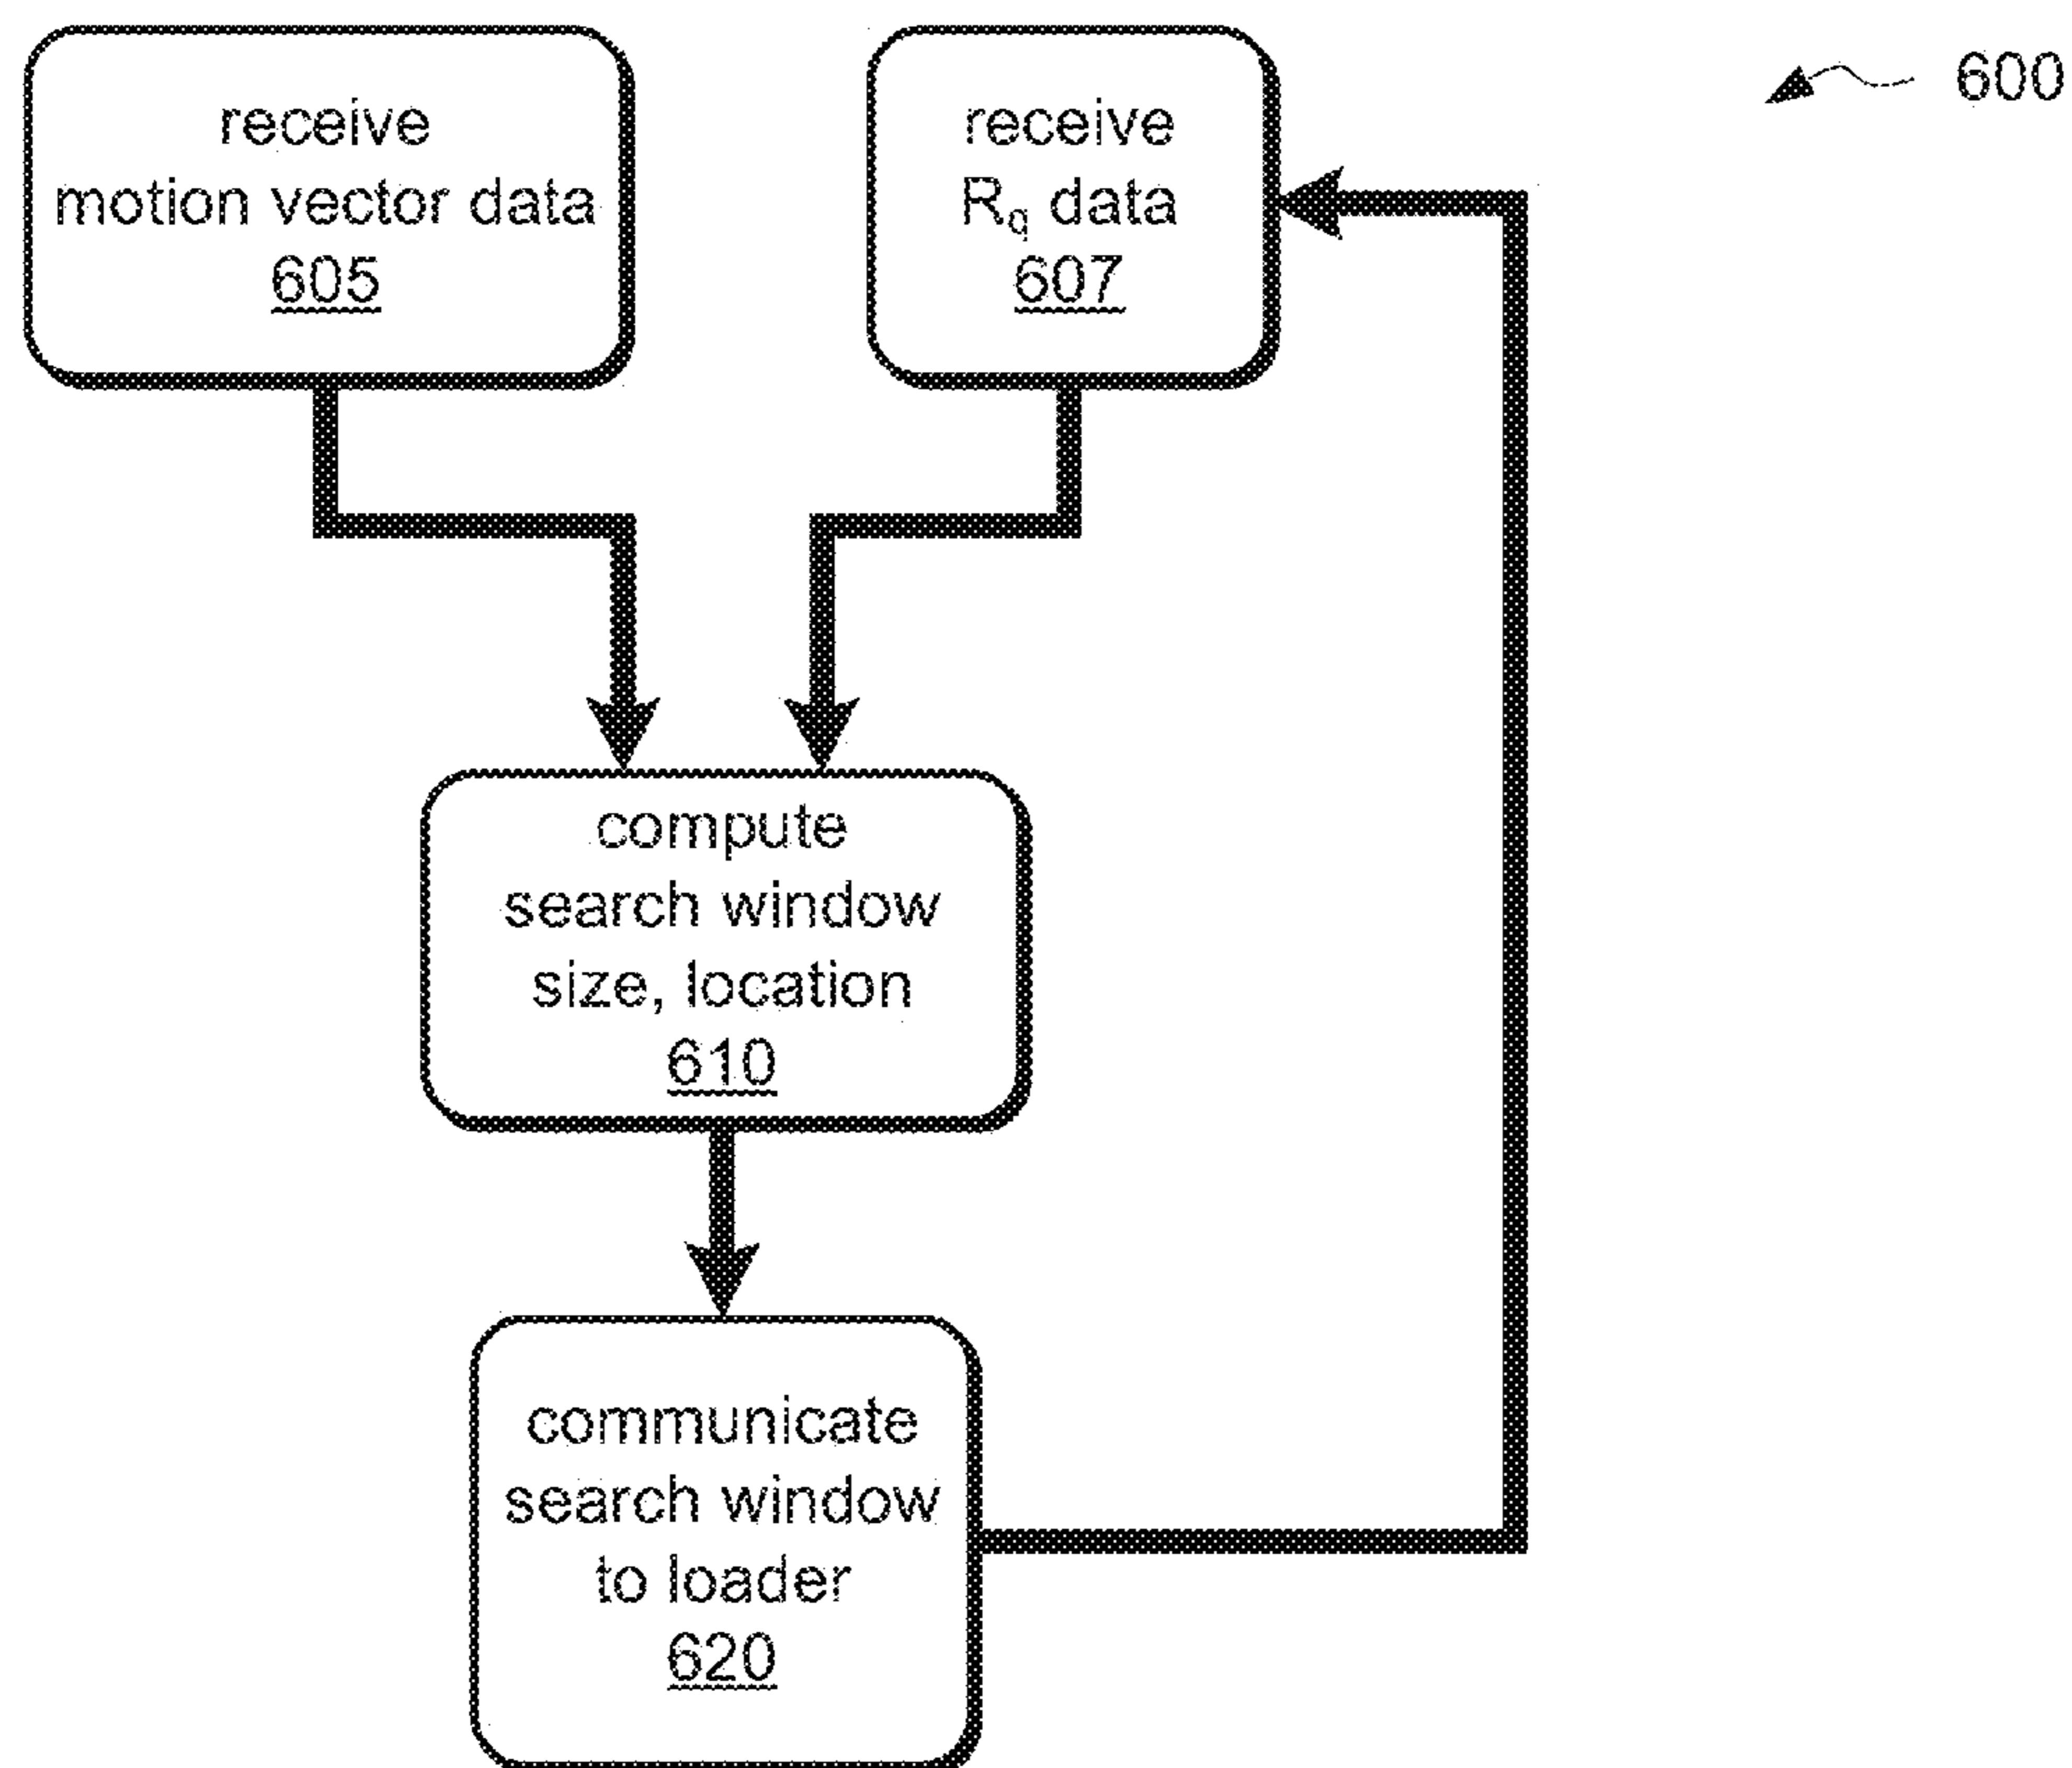 receive
motion vector data
605
receive
Rq data
607
600
compute
search window
size, location
610
communicate
search window
to loader
620